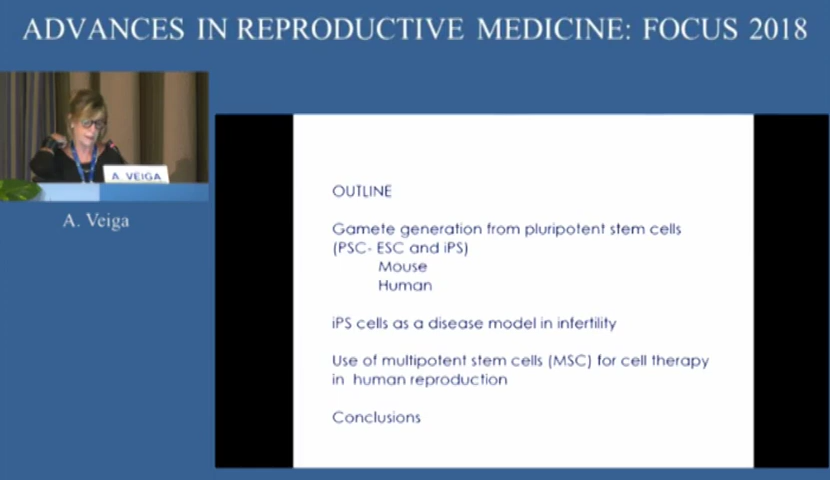 ADVANCES IN REPRODUCTIVE MEDICINE: FOCUS 2018
A. VEIGA
A. Veiga
OUTLINE
Gamete generation from pluripotent stem cells
(PSC- ESC and iPS)
Mouse
Human
iPS cells as a disease model in infertility
Use of multipotent stem cells (MSC) for cell therapy
in human reproduction
Conclusions